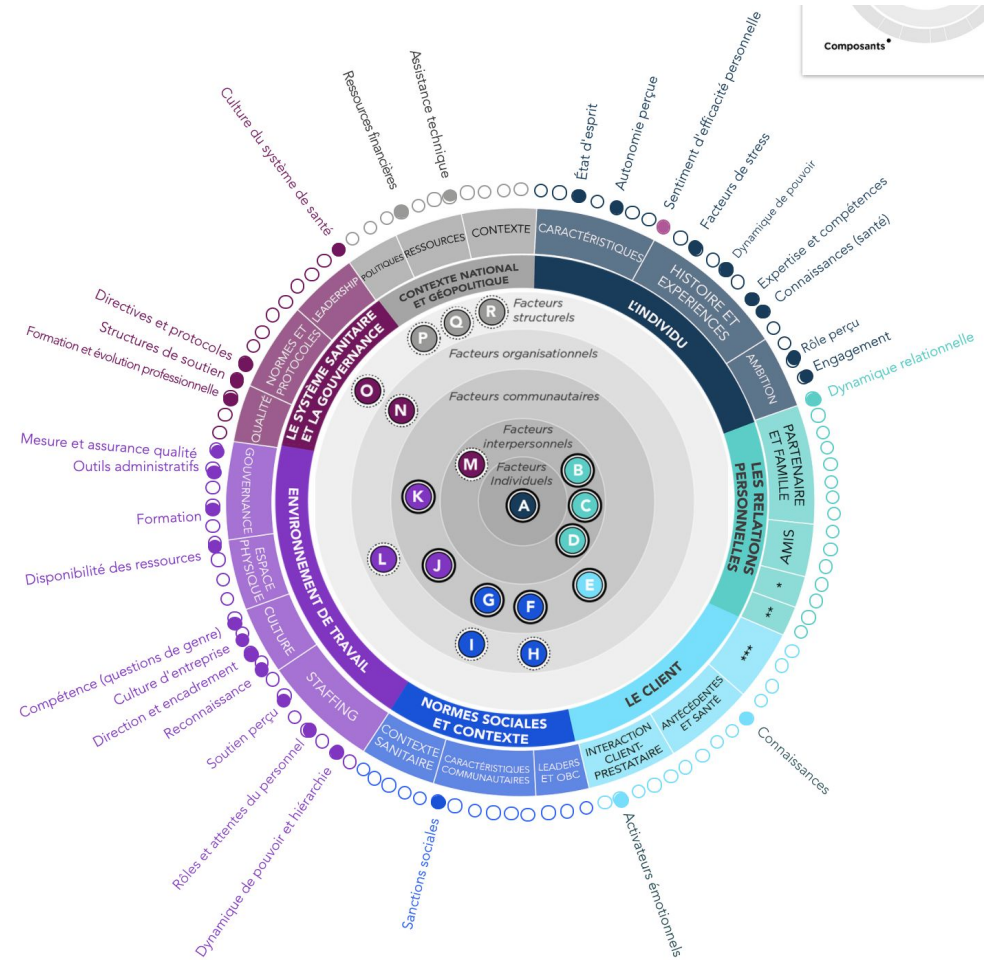 Composants
Culture du système de santé
Ressources financières
Assistance technique
État d'esprit
Autonomie perçue
Sentiment d'efficacité personnelle
Facteurs de stress
Dynamique de pouvoir
Expertise et compétences
Connaissances (santé)
Rôle perçu
Engagement
Dynamique relationnelle
Directives et protocoles
Structures de soutien
Formation et évolution professionnelle
Mesure et assurance qualité
Outils administratifs
Formation
Disponibilité des ressources
Compétence (questions de genre)
Culture d'entreprise
Direction et encadrement
Reconnaissance
Soutien perçu
Rôles et attentes du personnel
Dynamique de pouvoir et hiérarchie
Sanctions sociales
Activateurs émotionnels
Connaissances
POLITIQUES
RESSOURCES
CONTEXTE
CARACTÉRISTIQUES
HISTOIRE ET
EXPERIENCES
AMBITION
PARTENAIRE
ET FAMILLE
AMIS
*
**
***
ANTÉCÉDENTES
ET SANTÉ
INTERACTION
CLIENT-
PRESTATAIRE
LEADERS
ET OBC
CARACTÉRISTIQUES
COMMUNAUTAIRES
CONTEXTE
SANITAIRE
STAFFING
CULTURE
ESPACE
PHYSIQUE
GOUVERNANCE
QUALITÉ
NORMES ET
PROTOCOLES
LEADERSHIP
CONTEXTE NATIONAL
ET GÉOPOLITIQUE
L'INDIVIDU
LES RELATIONS
PERSONNELLES
LE CLIENT
NORMES SOCIALES
ET CONTEXTE
ENVIRONNEMENT DE TRAVAIL
LE SYSTÈME SANITAIRE
ET LA GOUVERNANCE
Facteurs
structurels
Facteurs organisationnels
Facteurs communautaires
Facteurs
interpersonnels
Facteurs
Individuels
R
Q
P
O
N
M
B
K
A
C
D
L
J
E
G
F
I
H